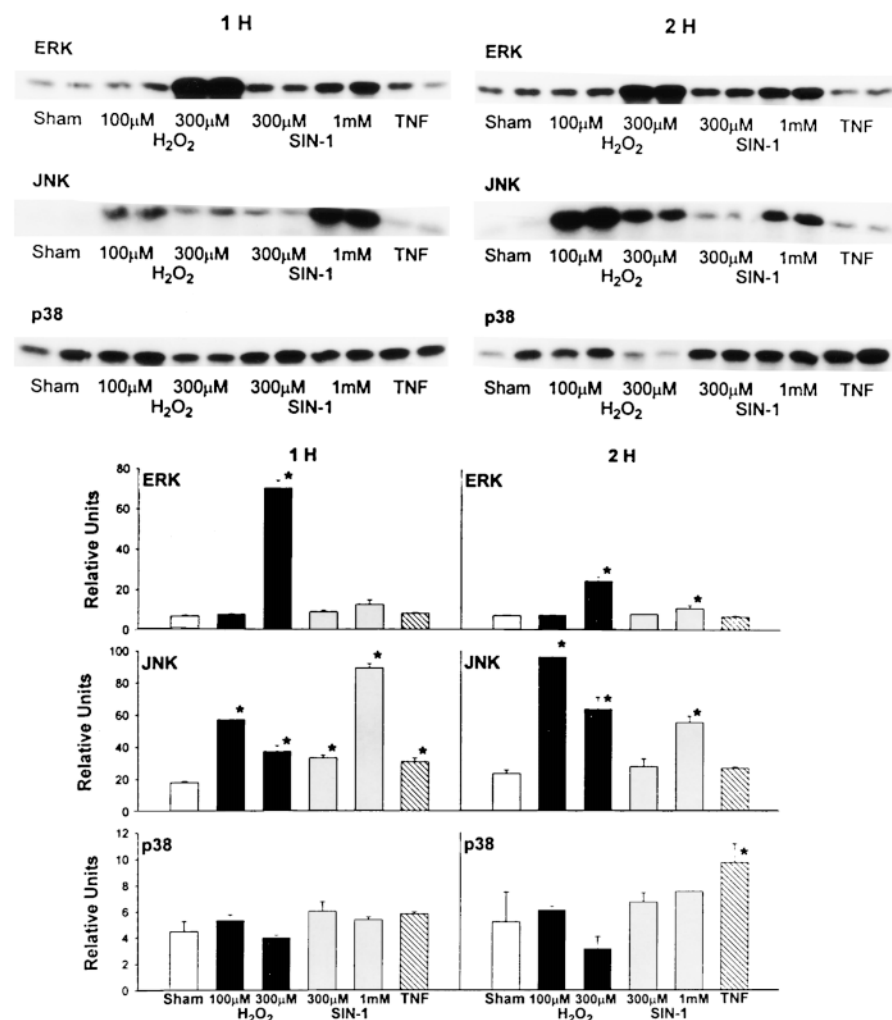 1 H
ERK
Sham 100µM 300µM 300µM 1mM TNF
H₂O₂ SIN-1
JNK
Sham 100µM 300µM 300µM 1mM TNF
H₂O₂ SIN-1
p38
Sham 100µM 300µM 300µM 1mM TNF
H₂O₂ SIN-1
2 H
ERK
Sham 100µM 300µM 300µM 1mM TNF
H₂O₂ SIN-1
JNK
Sham 100µM 300µM 300µM 1mM TNF
H₂O₂ SIN-1
p38
Sham 100µM 300µM 300µM 1mM TNF
H₂O₂ SIN-1
1 H 2 H
Relative Units
80
60
40
20
0
ERK ERK
*
* *
Relative Units
100
80
60
40
20
0
JNK JNK
* * * * *
* * *
Relative Units
12
10
8
6
4
2
0
p38 p38
*
Sham 100µM 300µM 300µM 1mM TNF Sham 100µM 300µM 300µM 1mM TNF
H₂O₂ SIN-1 H₂O₂ SIN-1